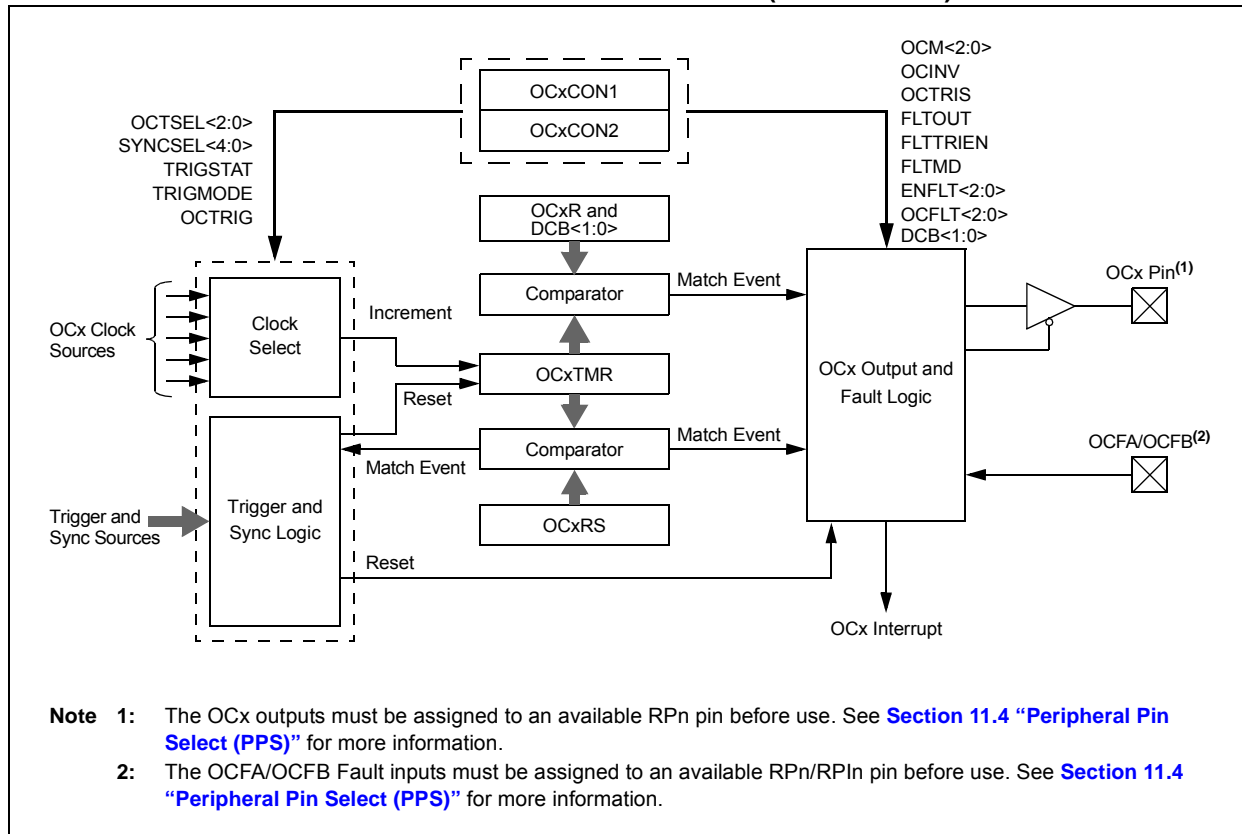 OCxCON1
OCxCON2
OCTSEL<2:0>
SYNCSEL<4:0>
TRIGSTAT
TRIGMODE
OCTRIG
OCM<2:0>
OCINV
OCTRIS
FLTOUT
FLTTRIEN
FLTMD
ENFLT<2:0>
OCFLT<2:0>
DCB<1:0>
OCxR and
DCB<1:0>
Comparator
Match Event
OCx Pin(1)
OCx Clock
Sources
Clock
Select
Increment
OCxTMR
Reset
OCx Output and
Fault Logic
Comparator
Match Event
Match Event
OCFA/OCFB(2)
Trigger and
Sync Sources
Trigger and
Sync Logic
OCxRS
Reset
OCx Interrupt
Note 1: The OCx outputs must be assigned to an available RPn pin before use. See Section 11.4 “Peripheral Pin
Select (PPS)” for more information.
2: The OCFA/OCFB Fault inputs must be assigned to an available RPn/RPIn pin before use. See Section 11.4
“Peripheral Pin Select (PPS)” for more information.